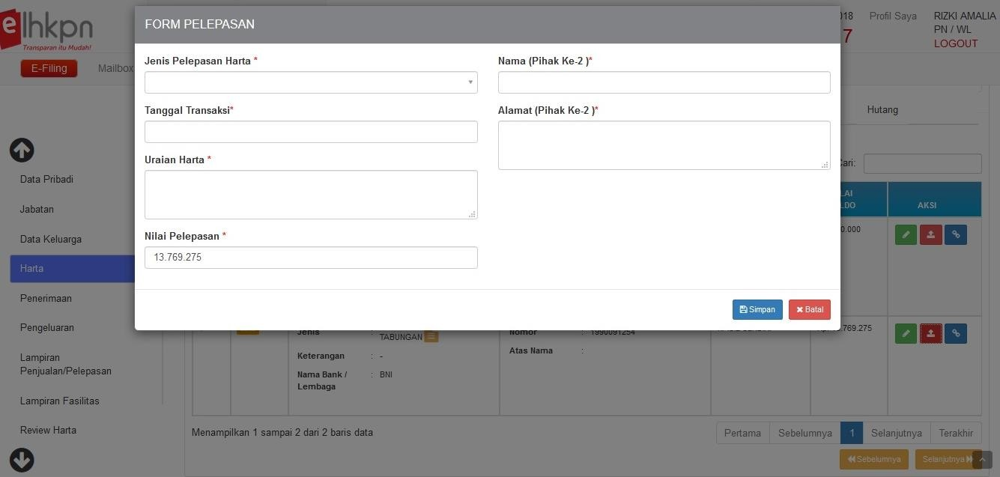 elhkpn
Transparan itu Mudah!
018
Profil Saya
RIZKI AMALIA
7
PN / WL
LOGOUT
E-Filing
Mailbox
FORM PELEPASAN
Jenis Pelepasan Harta *
Nama (Pihak Ke-2 )*
Tanggal Transaksi*
Alamat (Pihak Ke-2 )*
Uraian Harta *
Nilai Pelepasan *
13.769.275
Simpan
Batal
Hutang
Cari:
Data Pribadi
Jabatan
Data Keluarga
Harta
Penerimaan
Pengeluaran
Lampiran
Penjualan/Pelepasan
Lampiran Fasilitas
Review Harta
LAI
LDO
AKSI
0.000
Jenis
:
TABUNGAN
Nomor
: 1990091254
.769.275
Keterangan : -
Atas Nama :
Nama Bank / : BNI
Lembaga
Menampilkan 1 sampai 2 dari 2 baris data
Pertama
Sebelumnya
1
Selanjutnya
Terakhir
Sebelumnya
Selanjutnya